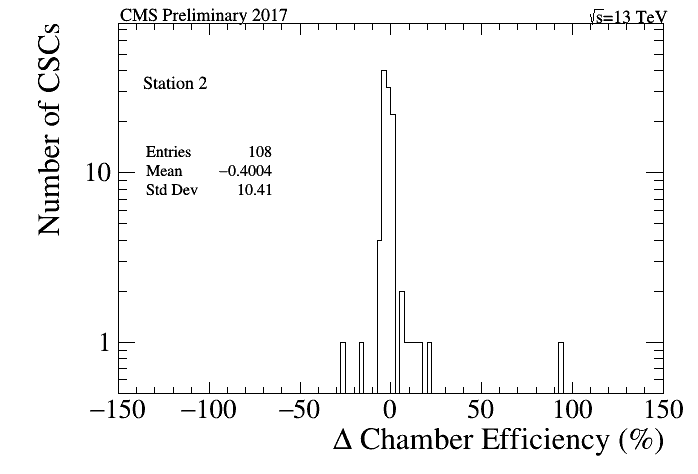 CMS Preliminary 2017 √s=13 TeV
Number of CSCs
Station 2
Entries 108
Mean −0.4004
Std Dev 10.41
10
1
−150 −100 −50 0 50 100 150
Δ Chamber Efficiency (%)